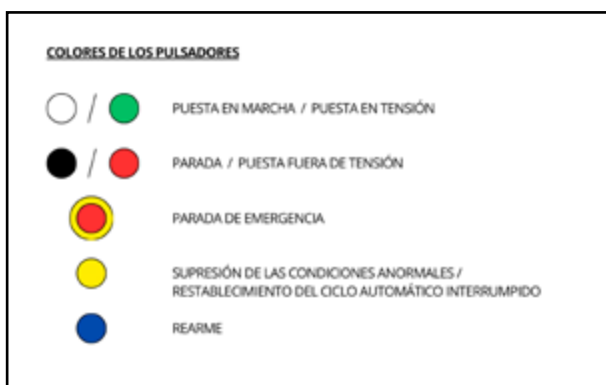 COLORES DE LOS PULSADORES
/ PUESTA EN MARCHA / PUESTA EN TENSIÓN
/ PARADA / PUESTA FUERA DE TENSIÓN
PARADA DE EMERGENCIA
SUPRESIÓN DE LAS CONDICIONES ANORMALES /
RESTABLECIMIENTO DEL CICLO AUTOMÁTICO INTERRUMPIDO
REARME